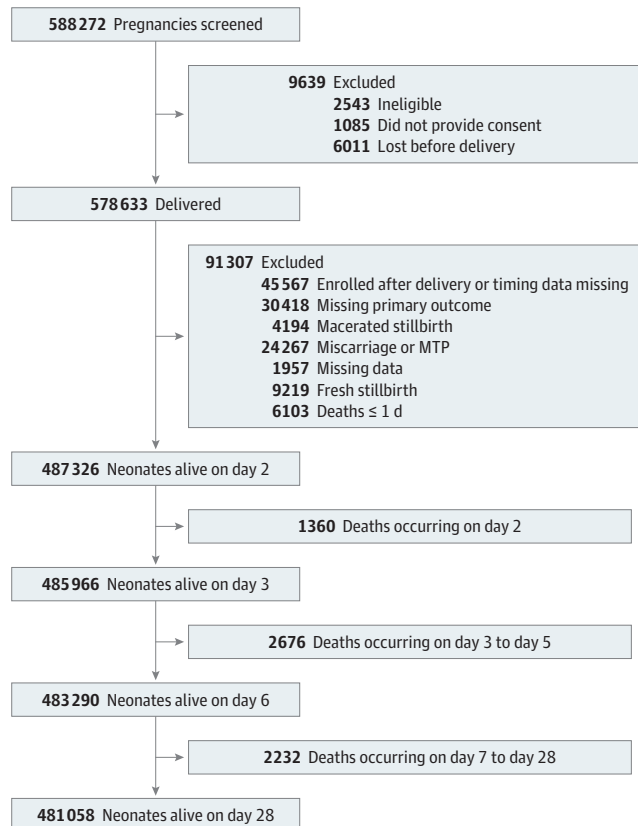 588272 Pregnancies screened
9639 Excluded
2543 Ineligible
1085 Did not provide consent
6011 Lost before delivery
578633 Delivered
91307 Excluded
45567 Enrolled after delivery or timing data missing
30418 Missing primary outcome
4194 Macerated stillbirth
24267 Miscarriage or MTP
1957 Missing data
9219 Fresh stillbirth
6103 Deaths ≤ 1 d
487326 Neonates alive on day 2
1360 Deaths occurring on day 2
485966 Neonates alive on day 3
2676 Deaths occurring on day 3 to day 5
483290 Neonates alive on day 6
2232 Deaths occurring on day 7 to day 28
481058 Neonates alive on day 28